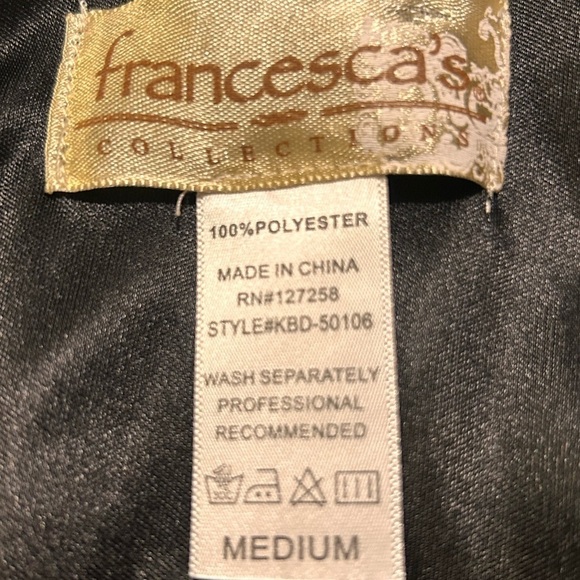 francesca's®
COLLECTIONS
100%POLYESTER
MADE IN CHINA
RN#127258
STYLE#KBD-50106
WASH SEPARATELY
PROFESSIONAL
RECOMMENDED
MEDIUM